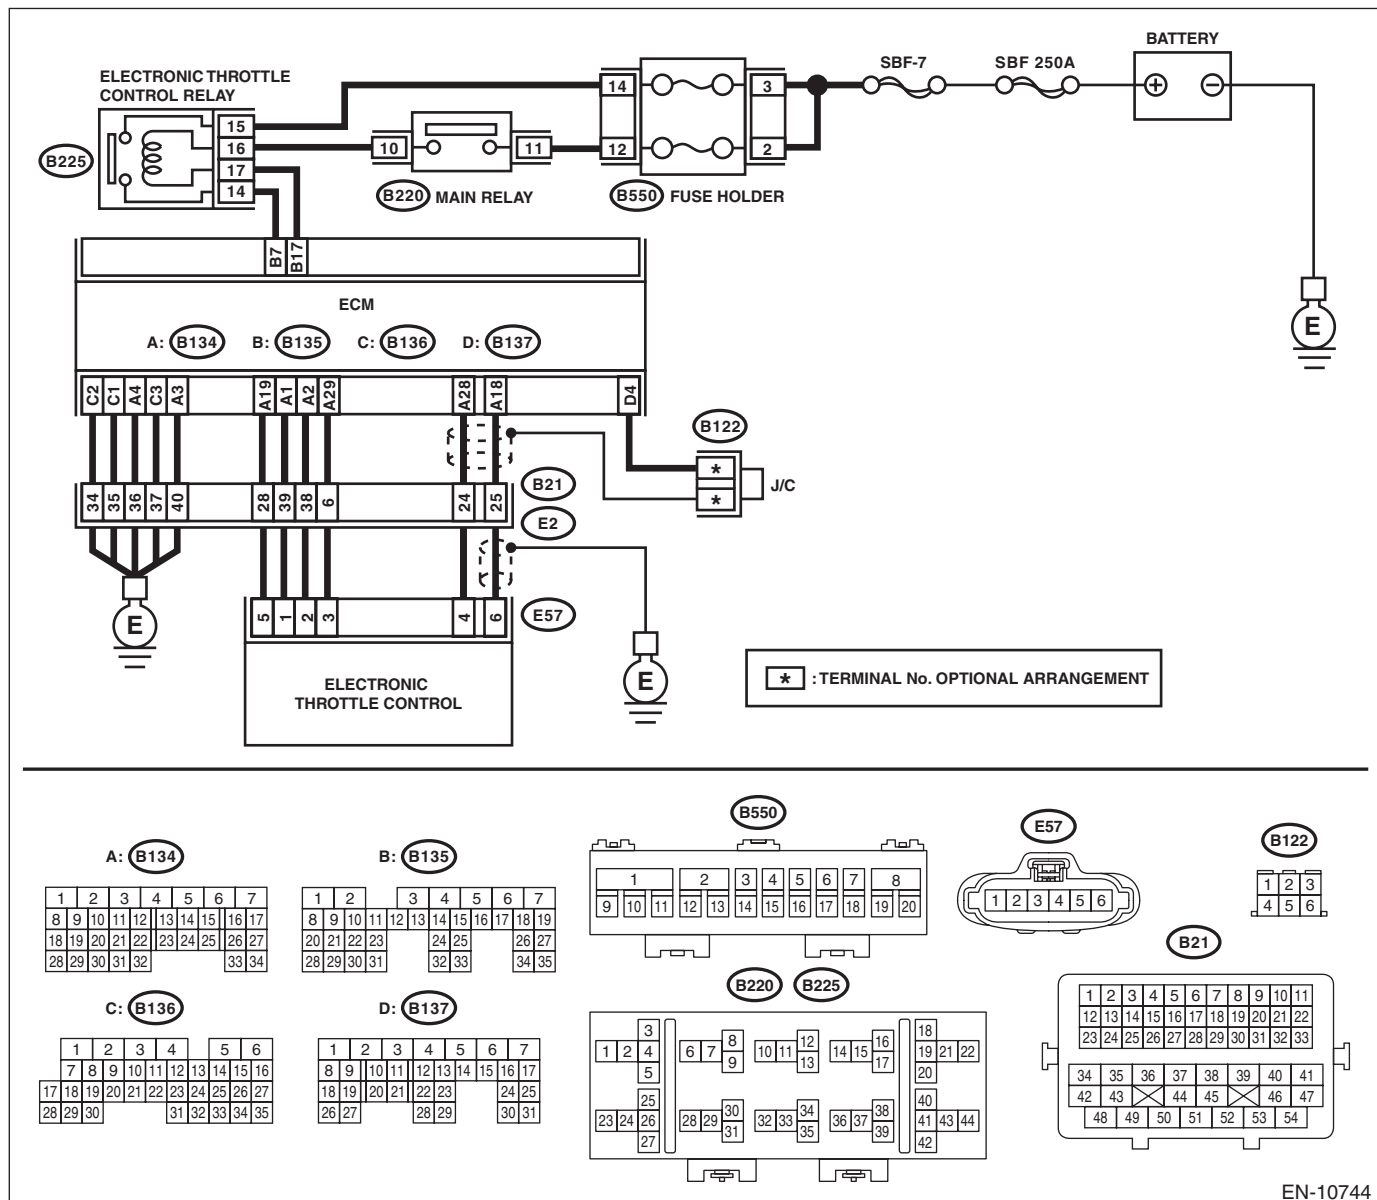 BATTERY
SBF-7 SBF 250A
ELECTRONIC THROTTLE
CONTROL RELAY
14 3
15
16 10 11 12 2
B225 17
14
B220 MAIN RELAY B550 FUSE HOLDER
B7 B17
ECM
E
A: B134 B: B135 C: B136 D: B137
C2 C1 A4 C3 A3 A19 A1 A2 A29 A28 A18 D4
B122
*
* J/C
B21
34 35 36 37 40 28 39 38 6 24 25
E2
E
5 1 2 3 4 6 E57
E
* : TERMINAL No. OPTIONAL ARRANGEMENT
ELECTRONIC
THROTTLE CONTROL
A: B134
1 2 3 4 5 6 7
8 9 10 11 12 13 14 15 16 17
18 19 20 21 22 23 24 25 26 27
28 29 30 31 32 33 34
B: B135
1 2 3 4 5 6 7
8 9 10 11 12 13 14 15 16 17 18 19
20 21 22 23 24 25 26 27
28 29 30 31 32 33 34 35
B550
1 2 3 4 5 6 7 8
9 10 11 12 13 14 15 16 17 18 19 20
E57
1 2 3 4 5 6
B122
1 2 3
4 5 6
C: B136
1 2 3 4 5 6
7 8 9 10 11 12 13 14 15 16
17 18 19 20 21 22 23 24 25 26 27
28 29 30 31 32 33 34 35
D: B137
1 2 3 4 5 6 7
8 9 10 11 12 13 14 15 16 17
18 19 20 21 22 23 24 25
26 27 28 29 30 31
B220 B225
3 8 12 16 18
1 2 4 6 7 9 10 11 13 14 15 17 19 21 22
5 20
25 30 34 38 40
23 24 26 28 29 31 32 33 35 36 37 39 41 43 44
27 42
B21
1 2 3 4 5 6 7 8 9 10 11
12 13 14 15 16 17 18 19 20 21 22
23 24 25 26 27 28 29 30 31 32 33
34 35 36 37 38 39 40 41
42 43 44 45 46 47
48 49 50 51 52 53 54
EN-10744